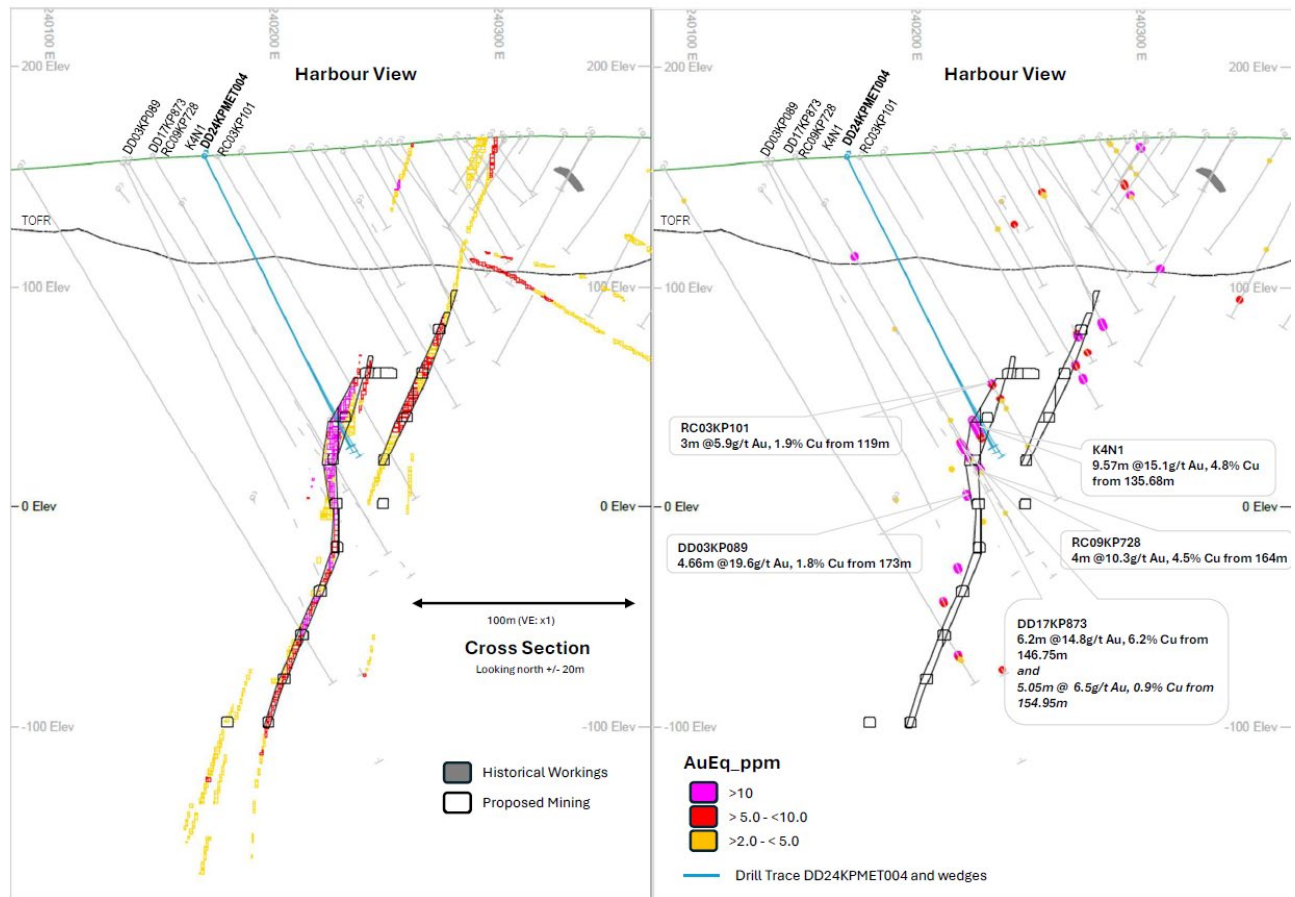 240100 E
240200 E
240300 E
200 Elev
200 Elev
Harbour View
DD03KP089
DD17KP873
RC09KP728
K4N1
DD24KPMET004
RC03KP101
TOFR
100 Elev
100 Elev
0 Elev
0 Elev
100m (VE: x1)
Cross Section
Looking north +/- 20m
-100 Elev
-100 Elev
Historical Workings
Proposed Mining
240100 E
240200 E
240300 E
200 Elev
200 Elev
Harbour View
DD03KP089
DD17KP873
RC09KP728
K4N1
DD24KPMET004
RC03KP101
TOFR
100 Elev
100 Elev
RC03KP101
3m @5.9g/t Au, 1.9% Cu from 119m
K4N1
9.57m @15.1g/t Au, 4.8% Cu
from 135.68m
0 Elev
0 Elev
DD03KP089
4.66m @19.6g/t Au, 1.8% Cu from 173m
RC09KP728
4m @10.3g/t Au, 4.5% Cu from 164m
DD17KP873
6.2m @14.8g/t Au, 6.2% Cu from
146.75m
and
5.05m @ 6.5g/t Au, 0.9% Cu from
154.95m
-100 Elev
-100 Elev
AuEq_ppm
>10
> 5.0 - <10.0
>2.0 - < 5.0
Drill Trace DD24KPMET004 and wedges